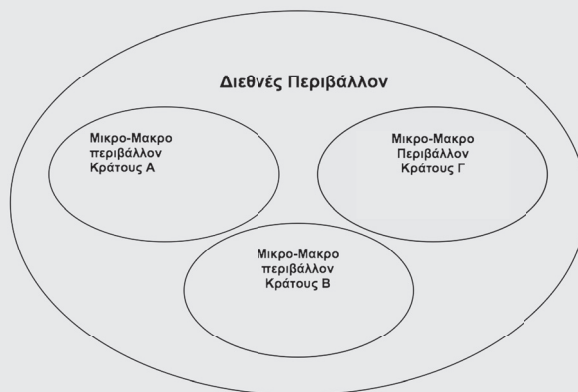 Διεθνές Περιβάλλον
Μικρο-Μακρο
περιβάλλον
Κράτους Α
Μικρο-Μακρο
Περιβάλλον
Κράτους Γ
Μικρο-Μακρο
περιβάλλον
Κράτους Β